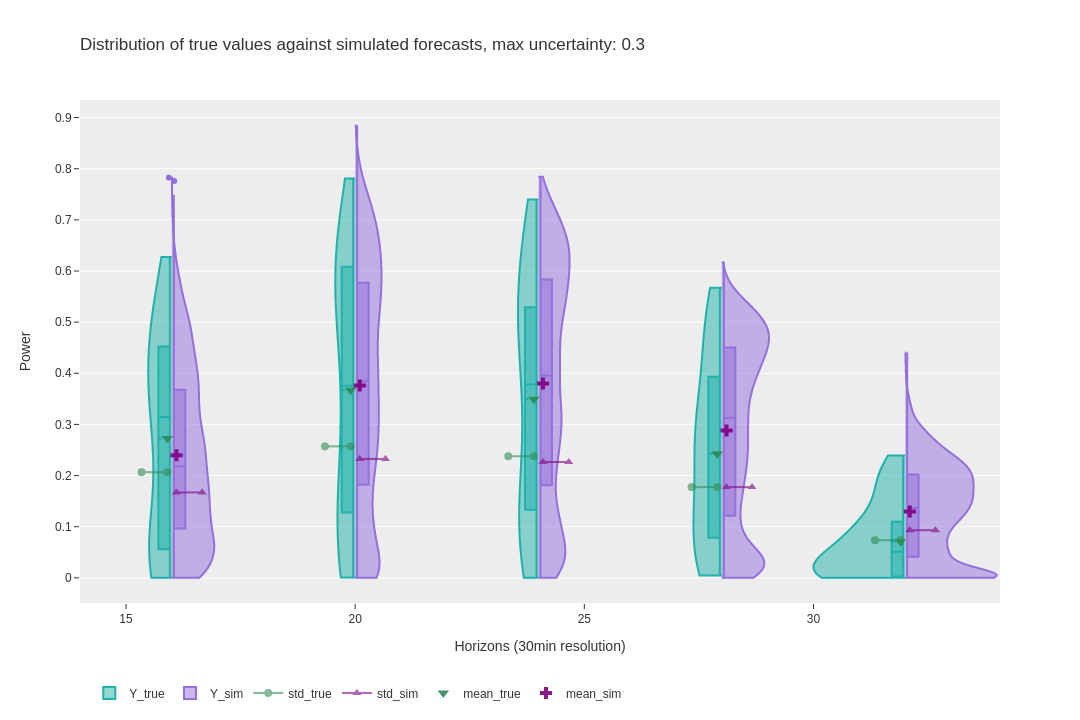 Distribution of true values against simulated forecasts, max uncertainty: 0.3
0.9
0.8
0.7
0.6
0.5
0.4
0.3
0.2
0.1
0
Power
15 20 25 30
Horizons (30min resolution)
Y_true Y_sim std_true std_sim mean_true mean_sim